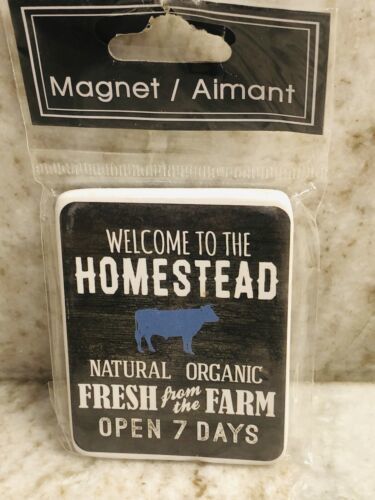 Magnet / Aimant
WELCOME TO THE
HOMESTEAD
NATURAL ORGANIC
FRESH from the FARM
OPEN 7 DAYS